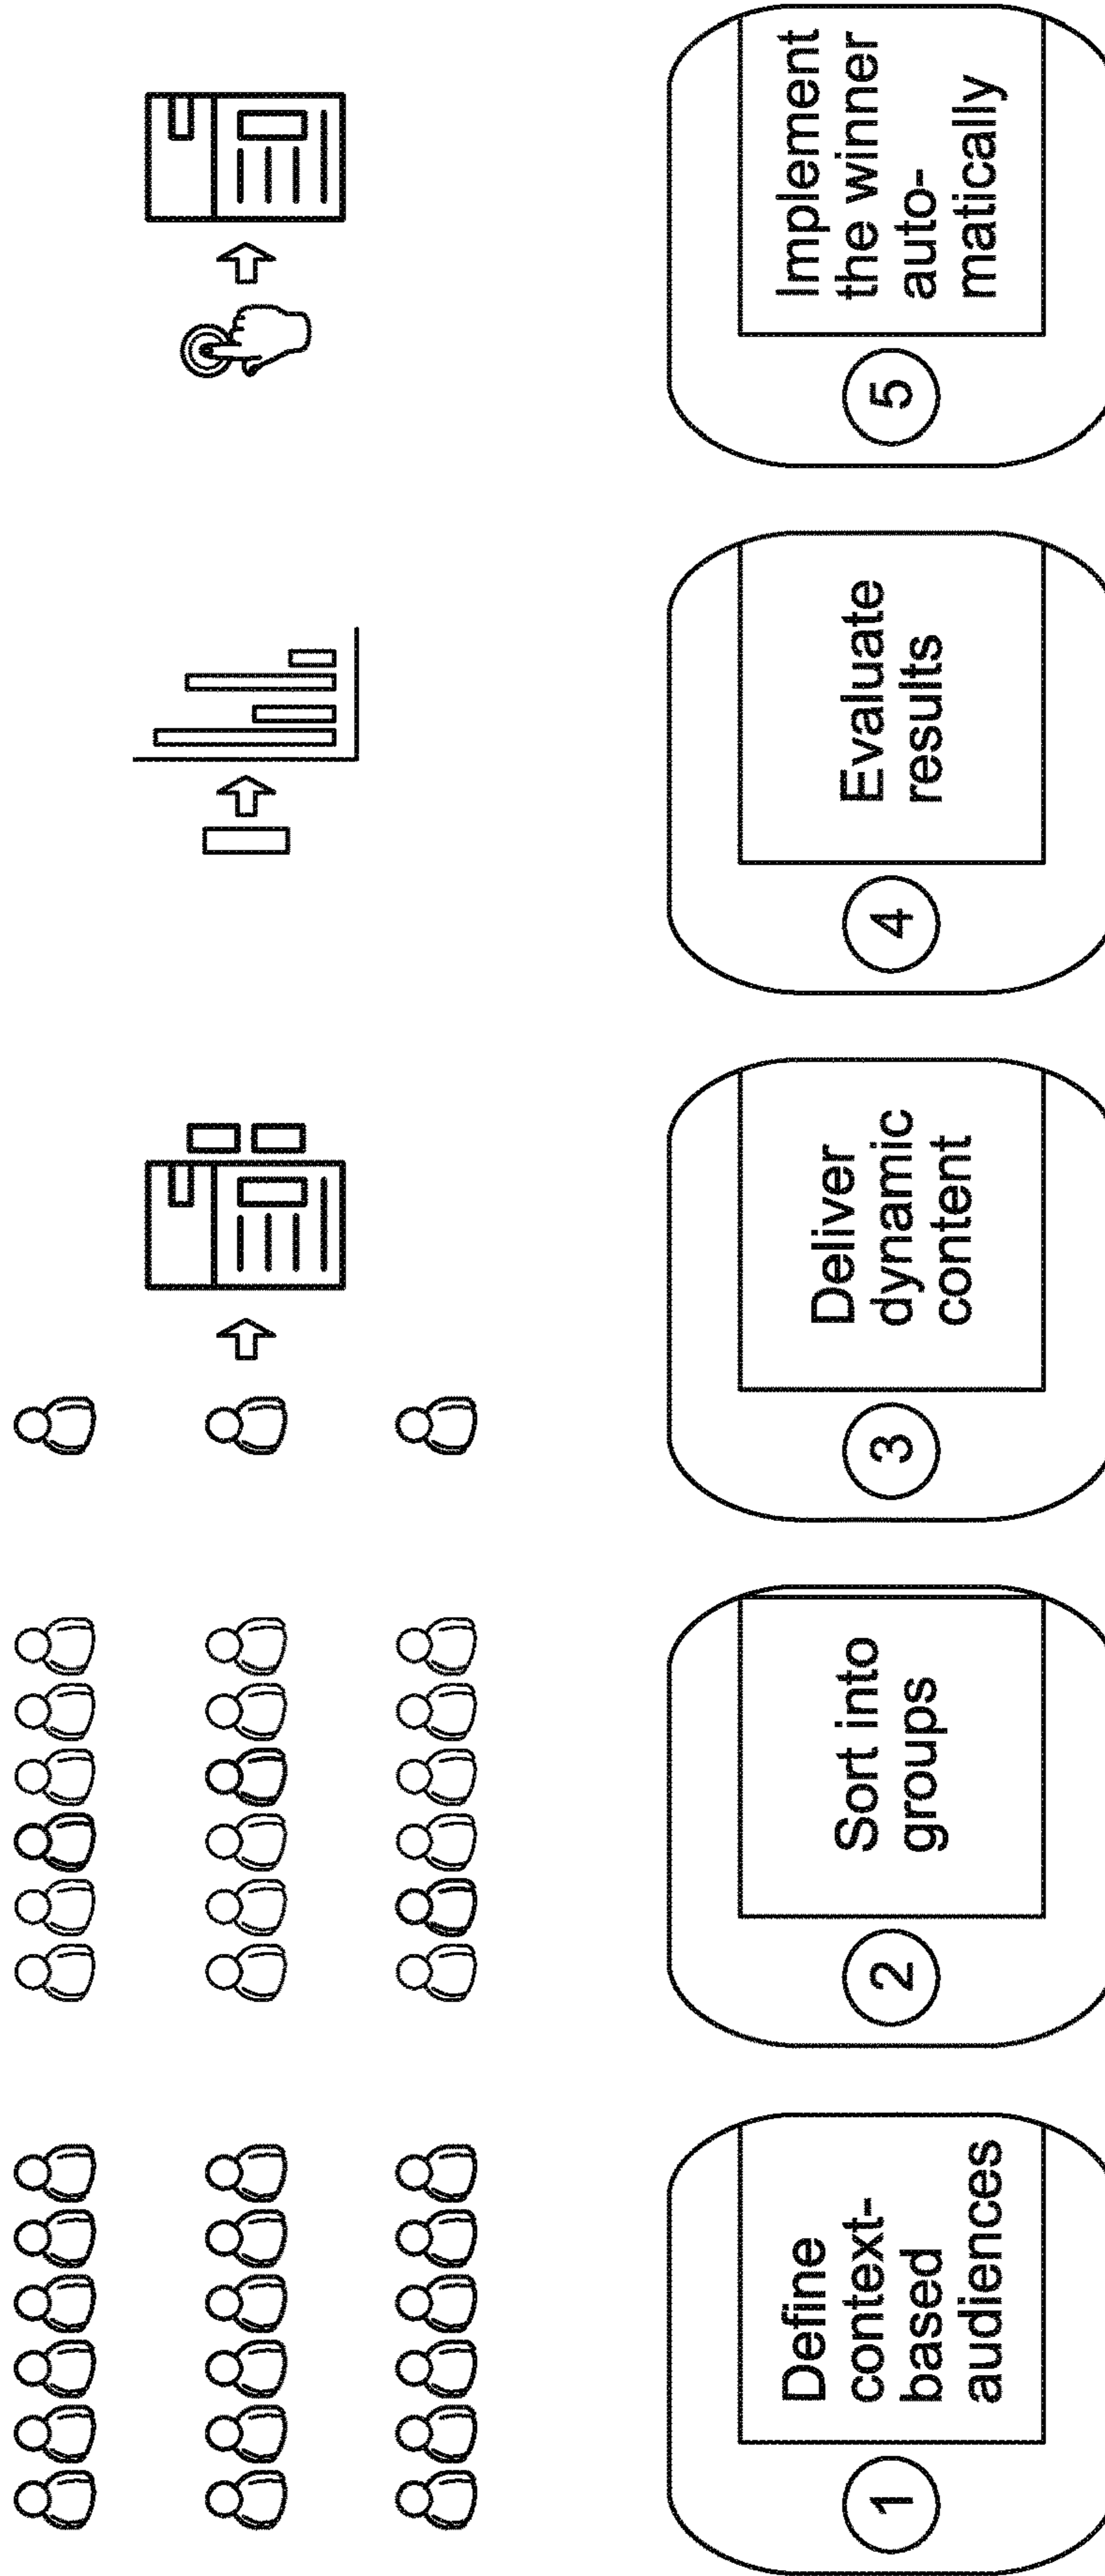 1
Define
context-
based
audiences
2
Sort into
groups
3
Deliver
dynamic
content
4
Evaluate
results
5
Implement
the winner
auto-
matically